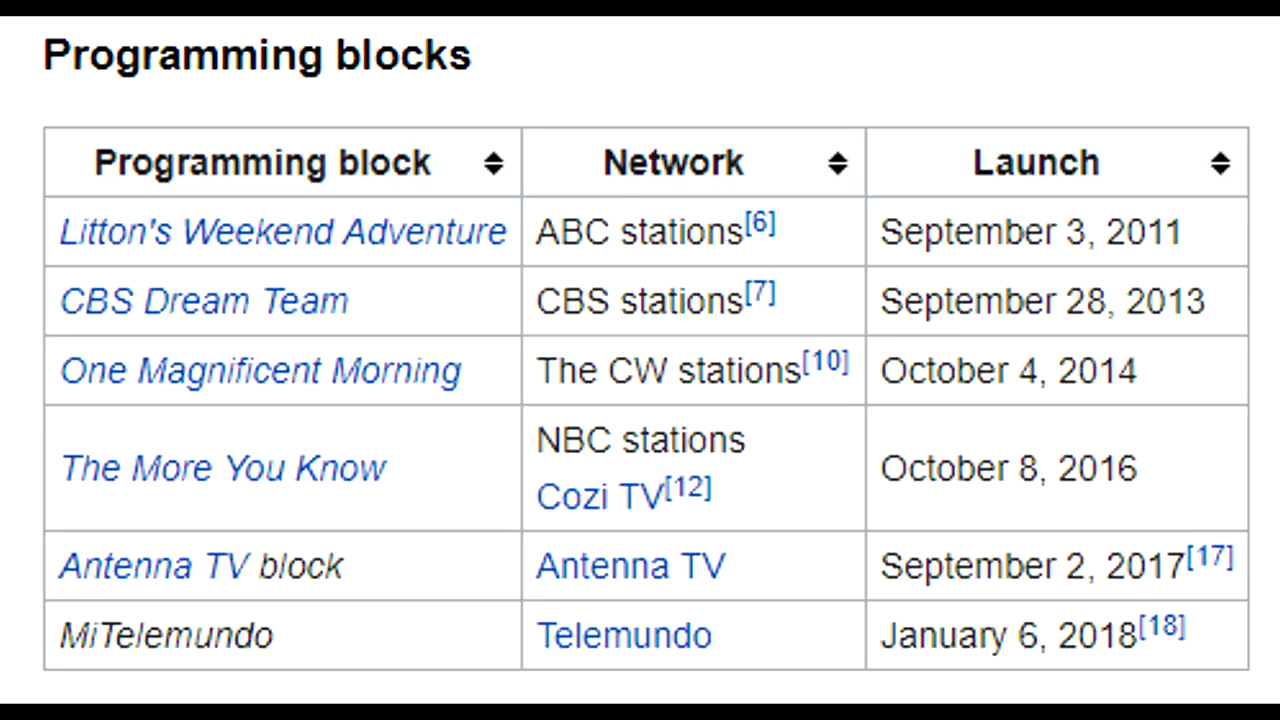 Programming blocks
Programming block Network Launch
Litton's Weekend Adventure ABC stations[6] September 3, 2011
CBS Dream Team CBS stations[7] September 28, 2013
One Magnificent Morning The CW stations[10] October 4, 2014
The More You Know NBC stations
Cozi TV[12] October 8, 2016
Antenna TV block Antenna TV September 2, 2017[17]
MiTelemundo Telemundo January 6, 2018[18]